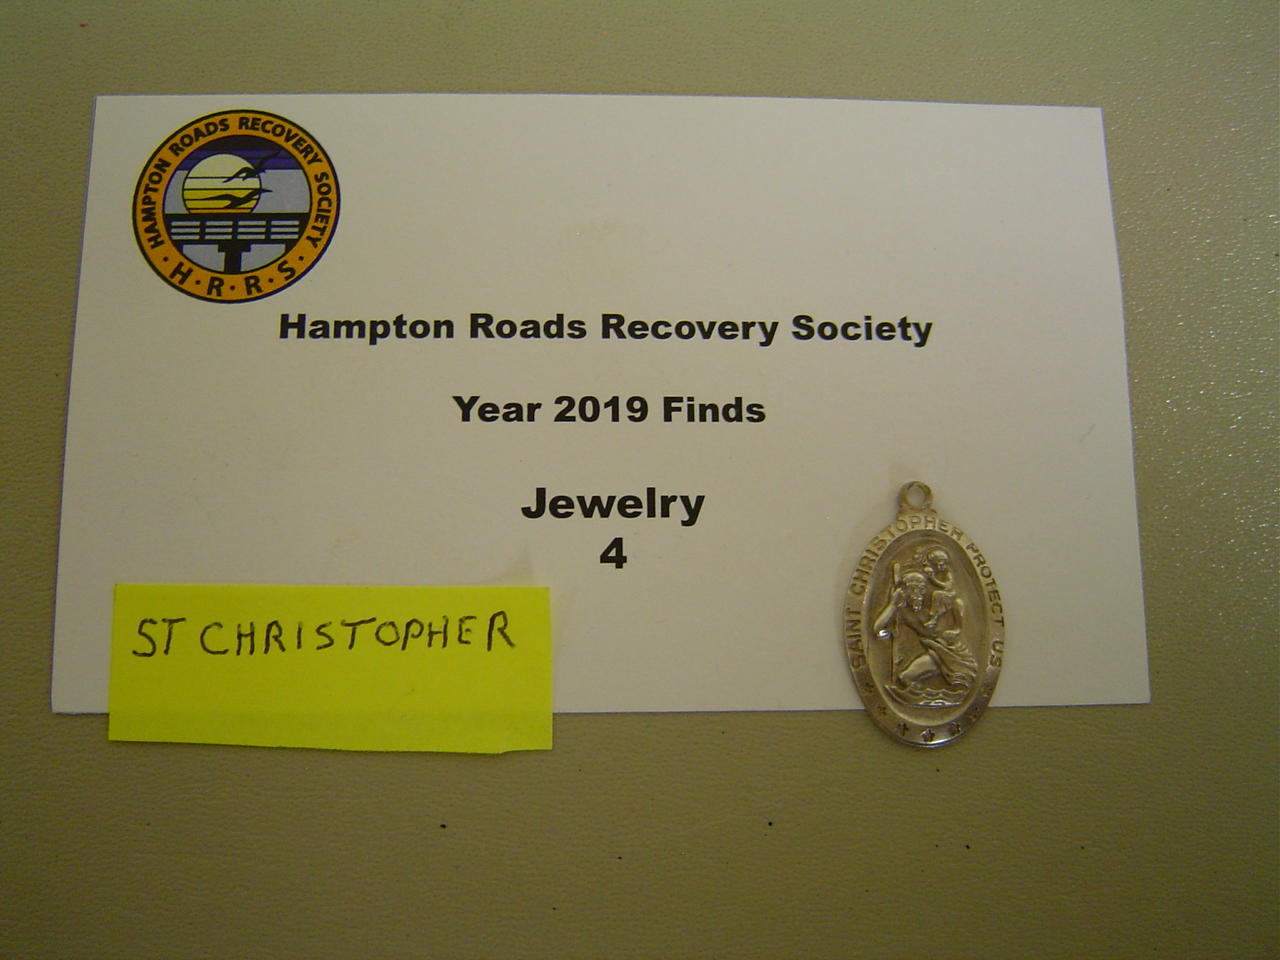 HAMPTON ROADS RECOVERY SOCIETY
· H · R · R · S ·
Hampton Roads Recovery Society
Year 2019 Finds
Jewelry
4
ST CHRISTOPHER
SAINT CHRISTOPHER PROTECT US